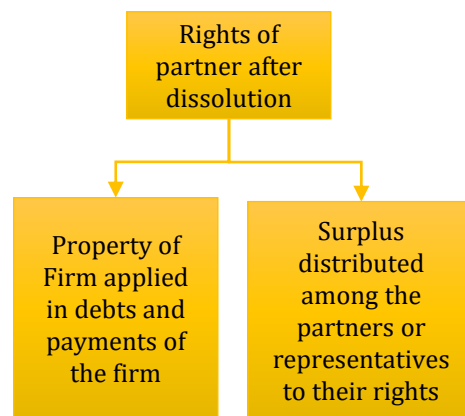 Rights of
partner after
dissolution
Property of
Firm applied
in debts and
payments of
the firm
Surplus
distributed
among the
partners or
representatives
to their rights